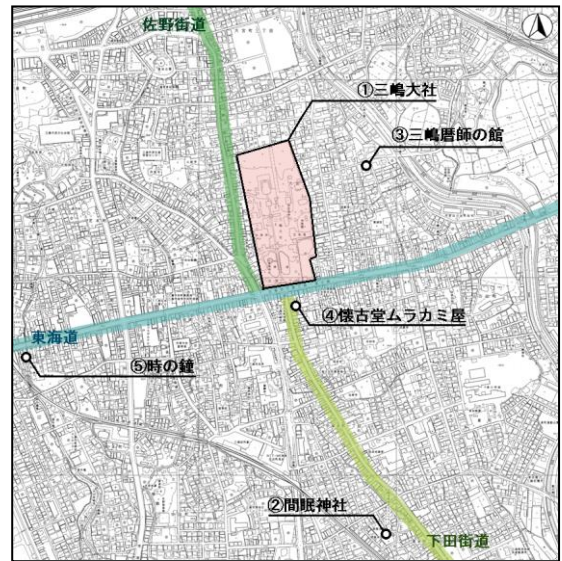 佐野街道
①三嶋大社
③三嶋暦師の館
④懐古堂ムラカミ屋
東海道
⑤時の鐘
②間眠神社
下田街道